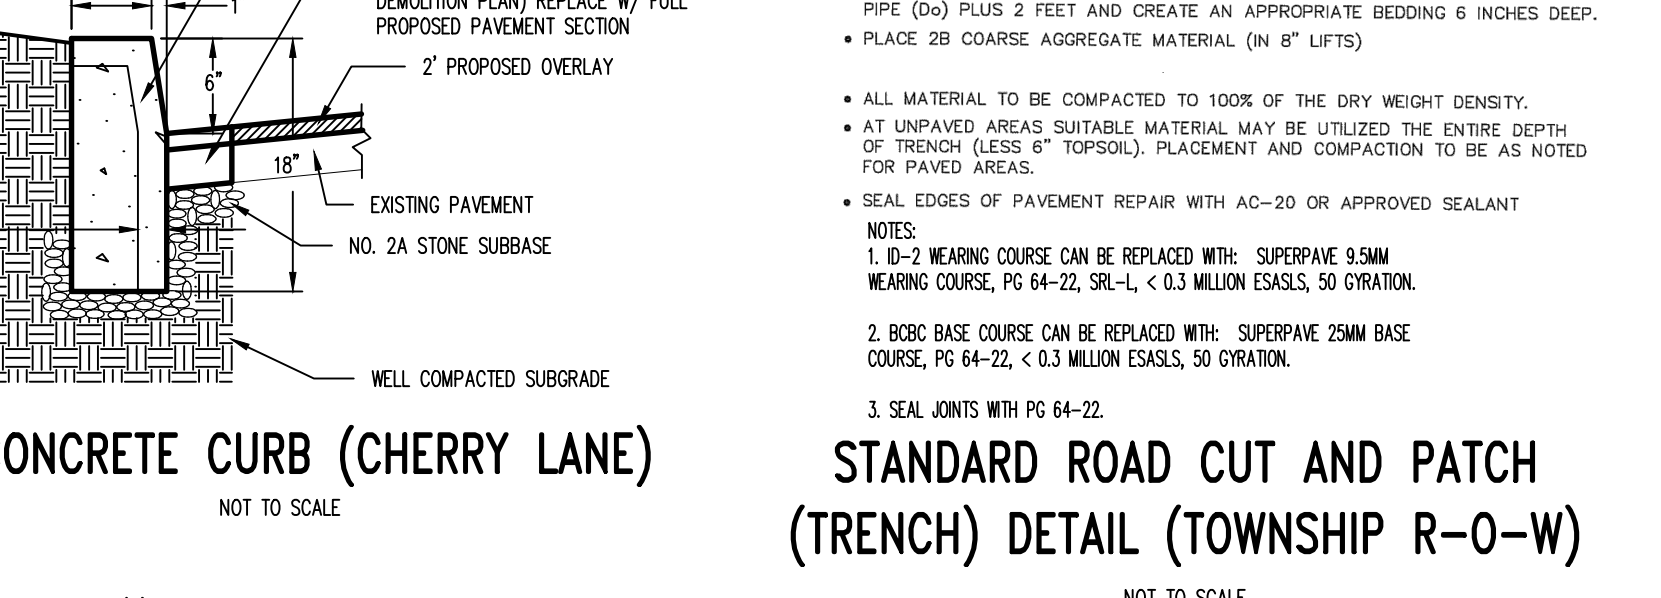 1
DEMOLITION PLAN) REPLACE W/ FULL
PROPOSED PAVEMENT SECTION
2' PROPOSED OVERLAY
6"
18"
EXISTING PAVEMENT
NO. 2A STONE SUBBASE
WELL COMPACTED SUBGRADE
ONCRETE CURB (CHERRY LANE)
NOT TO SCALE
PIPE (Do) PLUS 2 FEET AND CREATE AN APPROPRIATE BEDDING 6 INCHES DEEP.
• PLACE 2B COARSE AGGREGATE MATERIAL (IN 8" LIFTS)
• ALL MATERIAL TO BE COMPACTED TO 100% OF THE DRY WEIGHT DENSITY.
• AT UNPAVED AREAS SUITABLE MATERIAL MAY BE UTILIZED THE ENTIRE DEPTH
OF TRENCH (LESS 6" TOPSOIL). PLACEMENT AND COMPACTION TO BE AS NOTED
FOR PAVED AREAS.
• SEAL EDGES OF PAVEMENT REPAIR WITH AC-20 OR APPROVED SEALANT
NOTES:
1. ID-2 WEARING COURSE CAN BE REPLACED WITH: SUPERPAVE 9.5MM
WEARING COURSE, PG 64-22, SRL-L, < 0.3 MILLION ESASLS, 50 GYRATION.
2. BCBC BASE COURSE CAN BE REPLACED WITH: SUPERPAVE 25MM BASE
COURSE, PG 64-22, < 0.3 MILLION ESASLS, 50 GYRATION.
3. SEAL JOINTS WITH PG 64-22.
STANDARD ROAD CUT AND PATCH
(TRENCH) DETAIL (TOWNSHIP R-O-W)
NOT TO SCALE